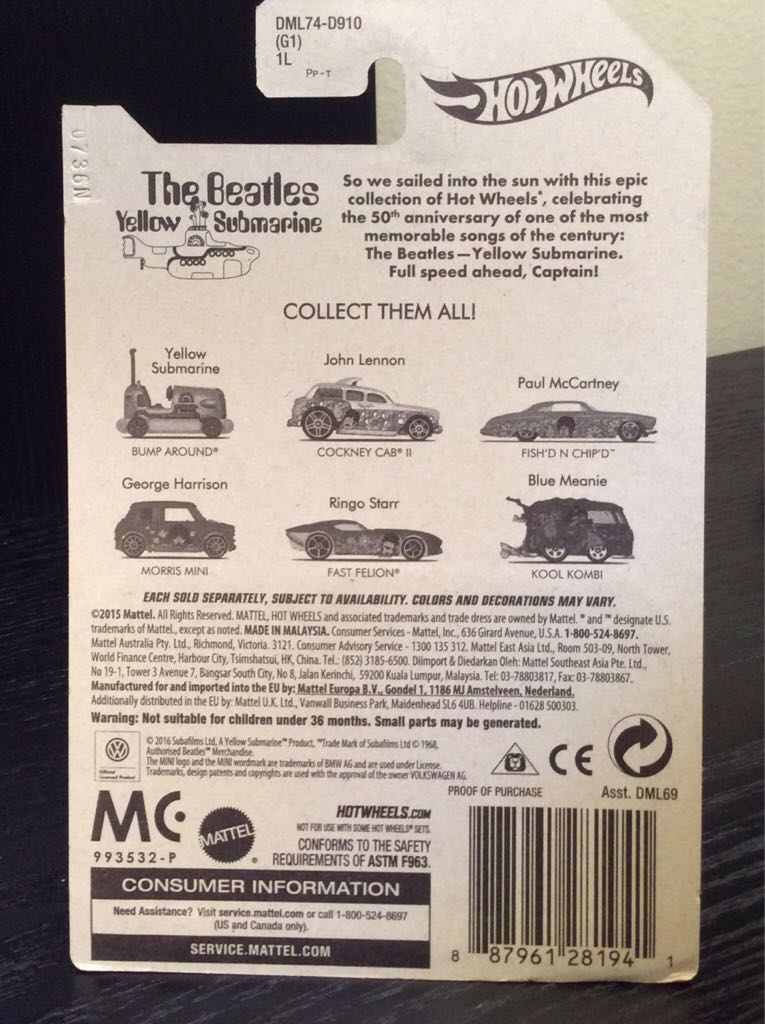 DML74-D910
(G1)
1L
PP-T
HOT WHEELS
0736N
The Beatles
Yellow Submarine
So we sailed into the sun with this epic
collection of Hot Wheels®, celebrating
the 50th anniversary of one of the most
memorable songs of the century:
The Beatles—Yellow Submarine.
Full speed ahead, Captain!
COLLECT THEM ALL!
Yellow
Submarine
BUMP AROUND®
John Lennon
COCKNEY CAB® II
Paul McCartney
FISH'D N CHIP'D™
George Harrison
MORRIS MINI
Ringo Starr
FAST FELION®
Blue Meanie
KOOL KOMBI
EACH SOLD SEPARATELY, SUBJECT TO AVAILABILITY. COLORS AND DECORATIONS MAY VARY.
©2015 Mattel. All Rights Reserved. MATTEL, HOT WHEELS and associated trademarks and trade dress are owned by Mattel. ® and ™ designate U.S.
trademarks of Mattel., except as noted. MADE IN MALAYSIA. Consumer Services - Mattel, Inc., 636 Girard Avenue, U.S.A. 1-800-524-8697.
Mattel Australia Pty. Ltd., Richmond, Victoria. 3121. Consumer Advisory Service - 1300 135 312. Mattel East Asia Ltd., Room 503-09, North Tower,
World Finance Centre, Harbour City, Tsimshatsui, HK, China. Tel.: (852) 3185-6500. Diimport & Diedarkan Oleh: Mattel Southeast Asia Pte. Ltd.,
No 19-1, Tower 3 Avenue 7, Bangsar South City, No 8, Jalan Kerinchi, 59200 Kuala Lumpur, Malaysia. Tel: 03-78803817, Fax: 03-78803867.
Manufactured for and imported into the EU by: Mattel Europa B.V., Gondel 1, 1186 MJ Amstelveen, Nederland.
Additionally distributed in the EU by: Mattel U.K. Ltd., Vanwall Business Park, Maidenhead SL6 4UB. Helpline - 01628 500303.
Warning: Not suitable for children under 36 months. Small parts may be generated.
Official
Licensed Product
© 2016 Subafilms Ltd, A Yellow Submarine™ Product, ™Trade Mark of Subafilms Ltd © 1968,
Authorised Beatles™ Merchandise.
The MINI logo and the MINI wordmark are trademarks of BMW AG and are used under License.
Trademarks, design patents and copyrights are used with the approval of the owner VOLKSWAGEN AG.
CE
PROOF OF PURCHASE
Asst. DML69
MC
993532-P
MATTEL
HOTWHEELS.COM
NOT FOR USE WITH SOME HOT WHEELS® SETS.
CONFORMS TO THE SAFETY
REQUIREMENTS OF ASTM F963.
CONSUMER INFORMATION
Need Assistance? Visit service.mattel.com or call 1-800-524-8697
(US and Canada only).
SERVICE.MATTEL.COM
8 87961 28194 1